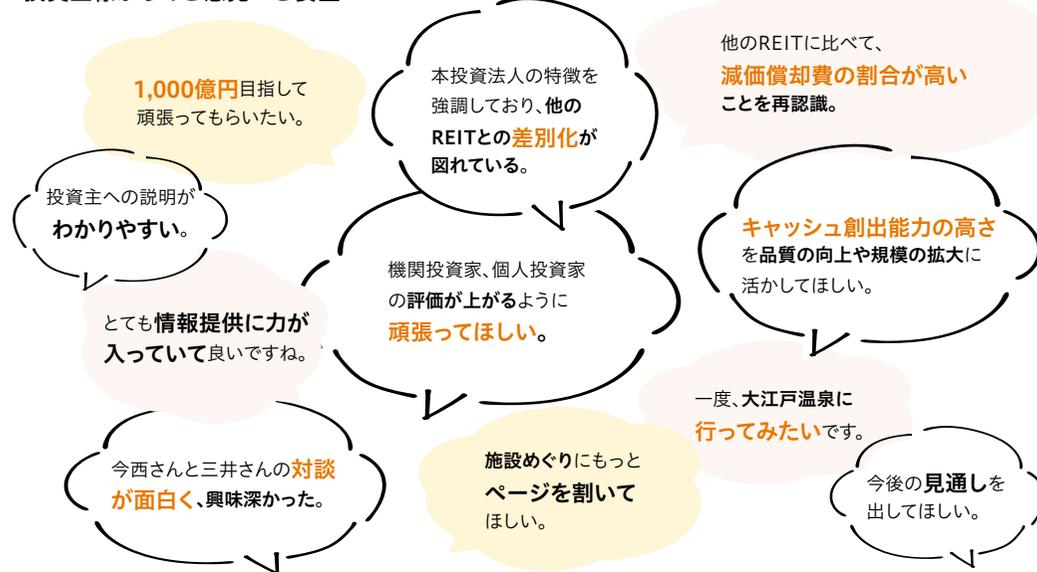 1,000億円目指して
頑張ってもらいたい。
本投資法人の特徴を
強調しており、他の
REITとの差別化が
図れている。
他のREITに比べて、
減価償却費の割合が高い
ことを再認識。
投資主への説明が
わかりやすい。
機関投資家、個人投資家
の評価が上がるように
頑張ってほしい。
キャッシュ創出能力の高さ
を品質の向上や規模の拡大に
活かしてほしい。
とても情報提供に力が
入っていて良いですね。
一度、大江戸温泉に
行ってみたいです。
今西さんと三井さんの対談
が面白く、興味深かった。
施設めぐりにもっと
ページを割いて
ほしい。
今後の見通しを
出してほしい。